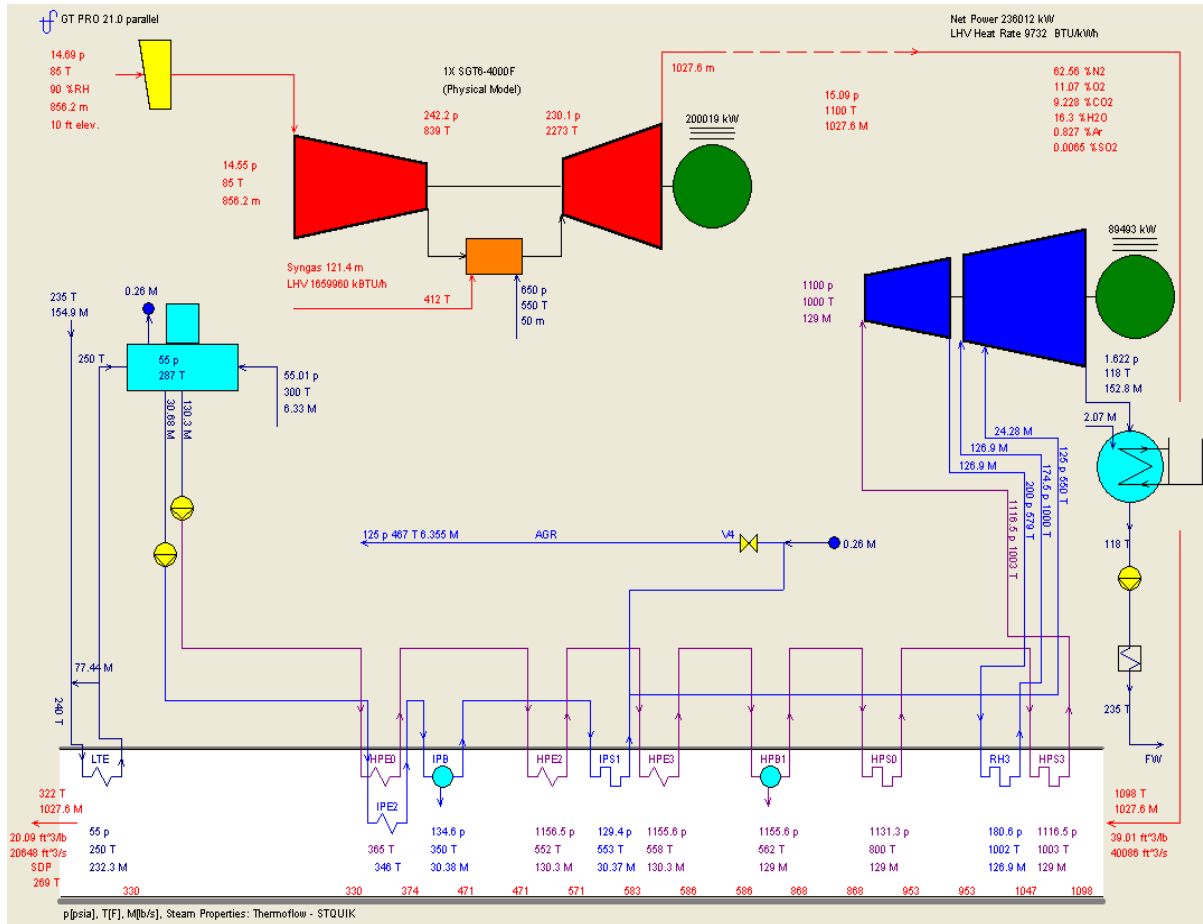 GT PRO 21.0 parallel
Net Power 236012 kW
LHV Heat Rate 9732 BTU/kWh
14.69 p
85 T
90 %RH
856.2 m
10 ft elev.
1X SGT6-4000F
(Physical Model)
1027.6 m
62.56 %N2
11.07 %O2
9.228 %CO2
16.3 %H2O
0.827 %Ar
0.0065 %SO2
15.09 p
1100 T
1027.6 M
242.2 p
839 T
230.1 p
2273 T
200019 kW
14.55 p
85 T
856.2 m
89493 kW
Syngas 121.4 m
LHV 1659960 kBTU/h
412 T
650 p
550 T
50 m
1100 p
1000 T
129 M
235 T
154.9 M
0.26 M
250 T
55 p
287 T
55.01 p
300 T
6.33 M
1.622 p
118 T
152.8 M
30.68 M
130.3 M
2.07 M
24.28 M
126.9 M
126.9 M
125 p 550 T
174.5 p 1000 T
200 p 579 T
1116.5 p 1003 T
125 p 467 T 6.355 M
AGR
V4
0.26 M
118 T
77.44 M
240 T
235 T
FW
LTE
HPE0
IPB
HPE2
IPS1
HPE3
HPB1
HPS0
RH3
HPS3
IPE2
322 T
1027.6 M
20.09 ft^3/lb
20648 ft^3/s
SDP
269 T
55 p
250 T
232.3 M
365 T
346 T
134.6 p
350 T
30.38 M
1156.5 p
552 T
130.3 M
129.4 p
553 T
30.37 M
1155.6 p
558 T
130.3 M
1155.6 p
562 T
129 M
1131.3 p
800 T
129 M
180.6 p
1002 T
126.9 M
1116.5 p
1003 T
129 M
1098 T
1027.6 M
39.01 ft^3/lb
40086 ft^3/s
330 330 374 471 471 571 583 586 586 868 868 953 953 1047 1098
p[psia], T[F], M[lb/s], Steam Properties: Thermoflow - STQUIK